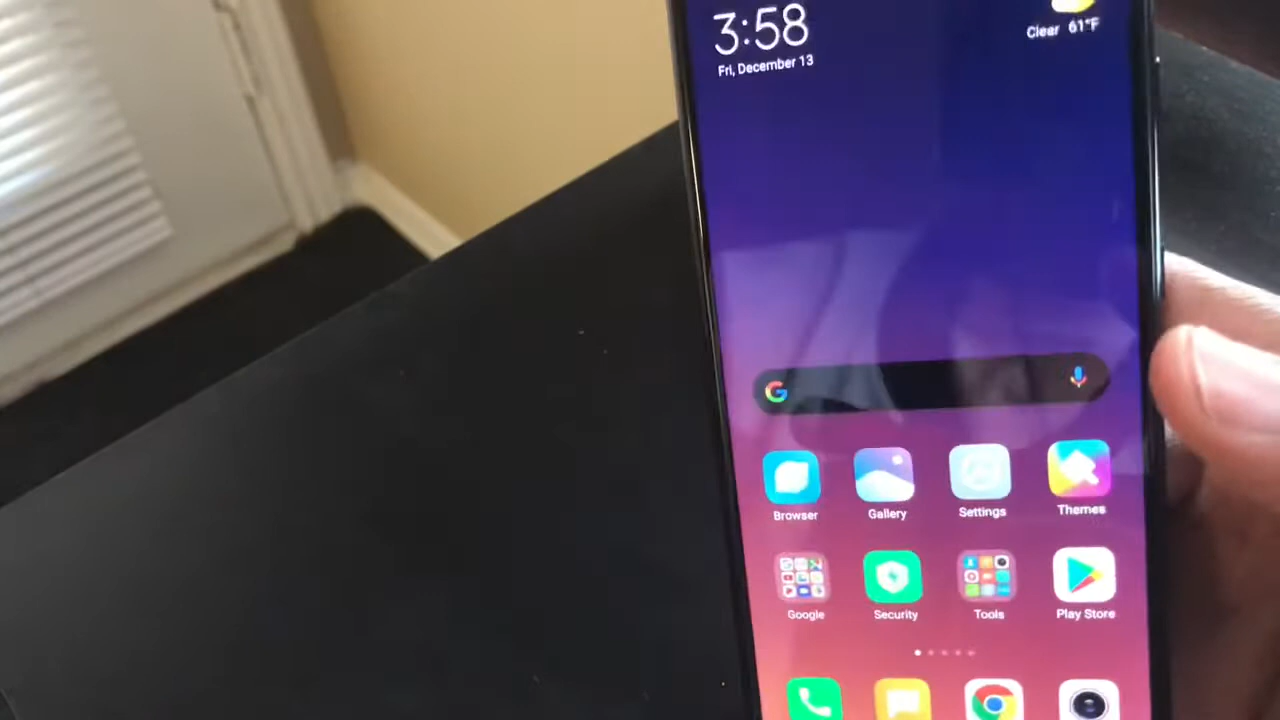 3:58
Clear 61°F
Fri, December 13
Browser Gallery Settings Themes
Google Security Tools Play Store